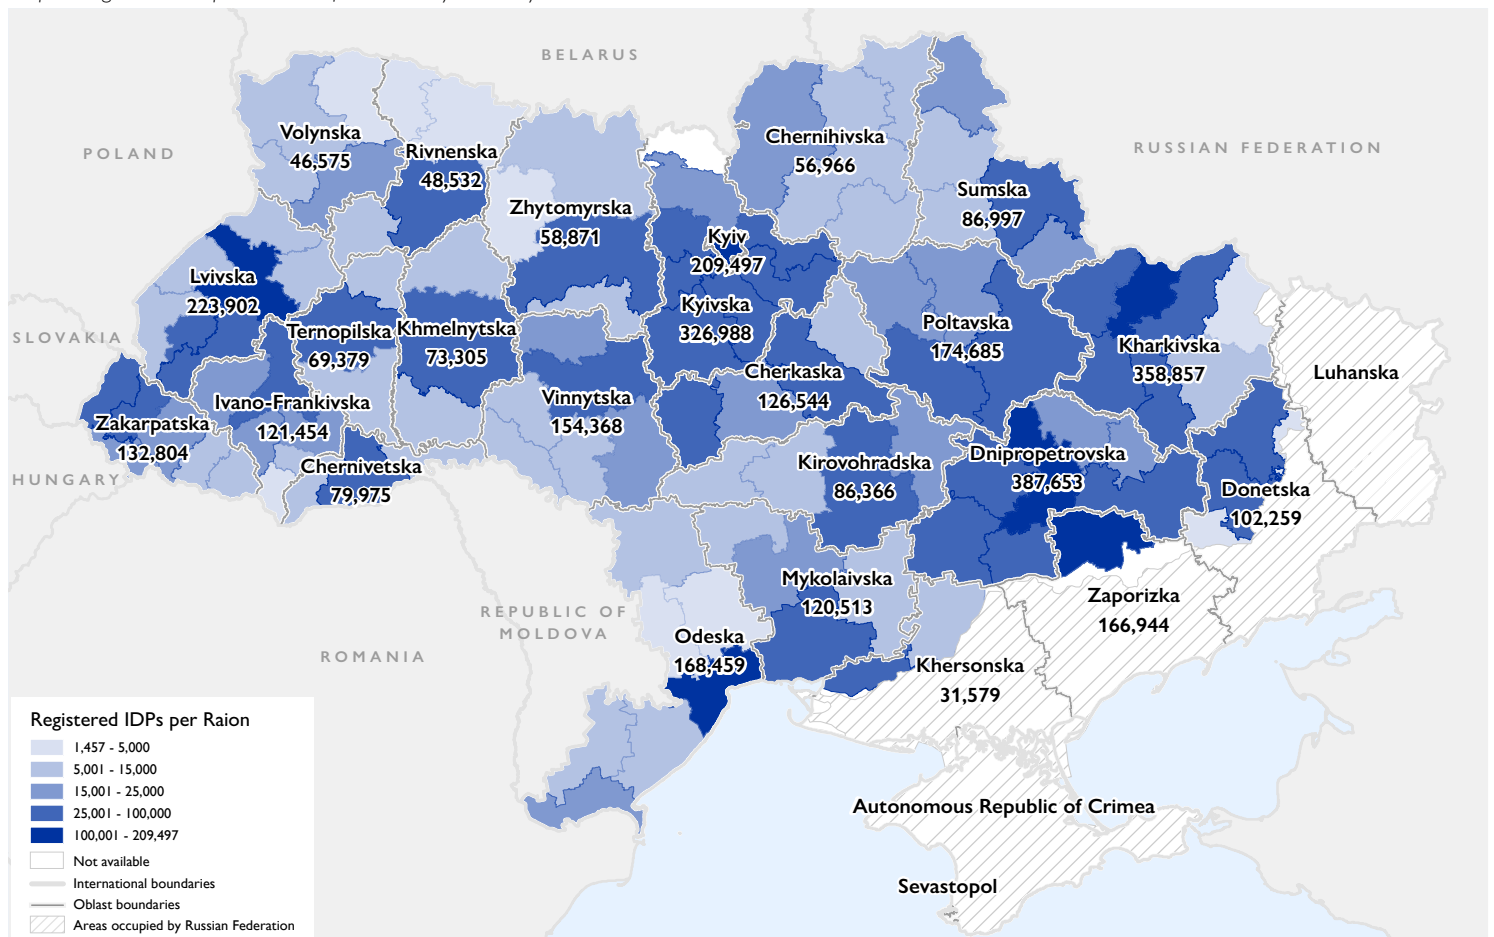 BELARUS
POLAND
RUSSIAN FEDERATION
Volynska
46,575
Rivnenska
48,532
Chernihivska
56,966
Zhytomyrska
58,871
Sumska
86,997
Kyiv
209,497
Lvivska
223,902
Kyivska
326,988
SLOVAKIA
Ternopilska
69,379
Khmelnytska
73,305
Poltavska
174,685
Kharkivska
358,857
Luhanska
Cherkaska
126,544
Ivano-Frankivska
121,454
Vinnytska
154,368
Zakarpatska
132,804
HUNGARY
Chernivetska
79,975
Kirovohradska
86,366
Dnipropetrovska
387,653
Donetska
102,259
Mykolaivska
120,513
Zaporizka
166,944
REPUBLIC OF
MOLDOVA
ROMANIA
Odeska
168,459
Khersonska
31,579
Autonomous Republic of Crimea
Sevastopol
Registered IDPs per Raion
1,457 - 5,000
5,001 - 15,000
15,001 - 25,000
25,001 - 100,000
100,001 - 209,497
Not available
International boundaries
Oblast boundaries
Areas occupied by Russian Federation